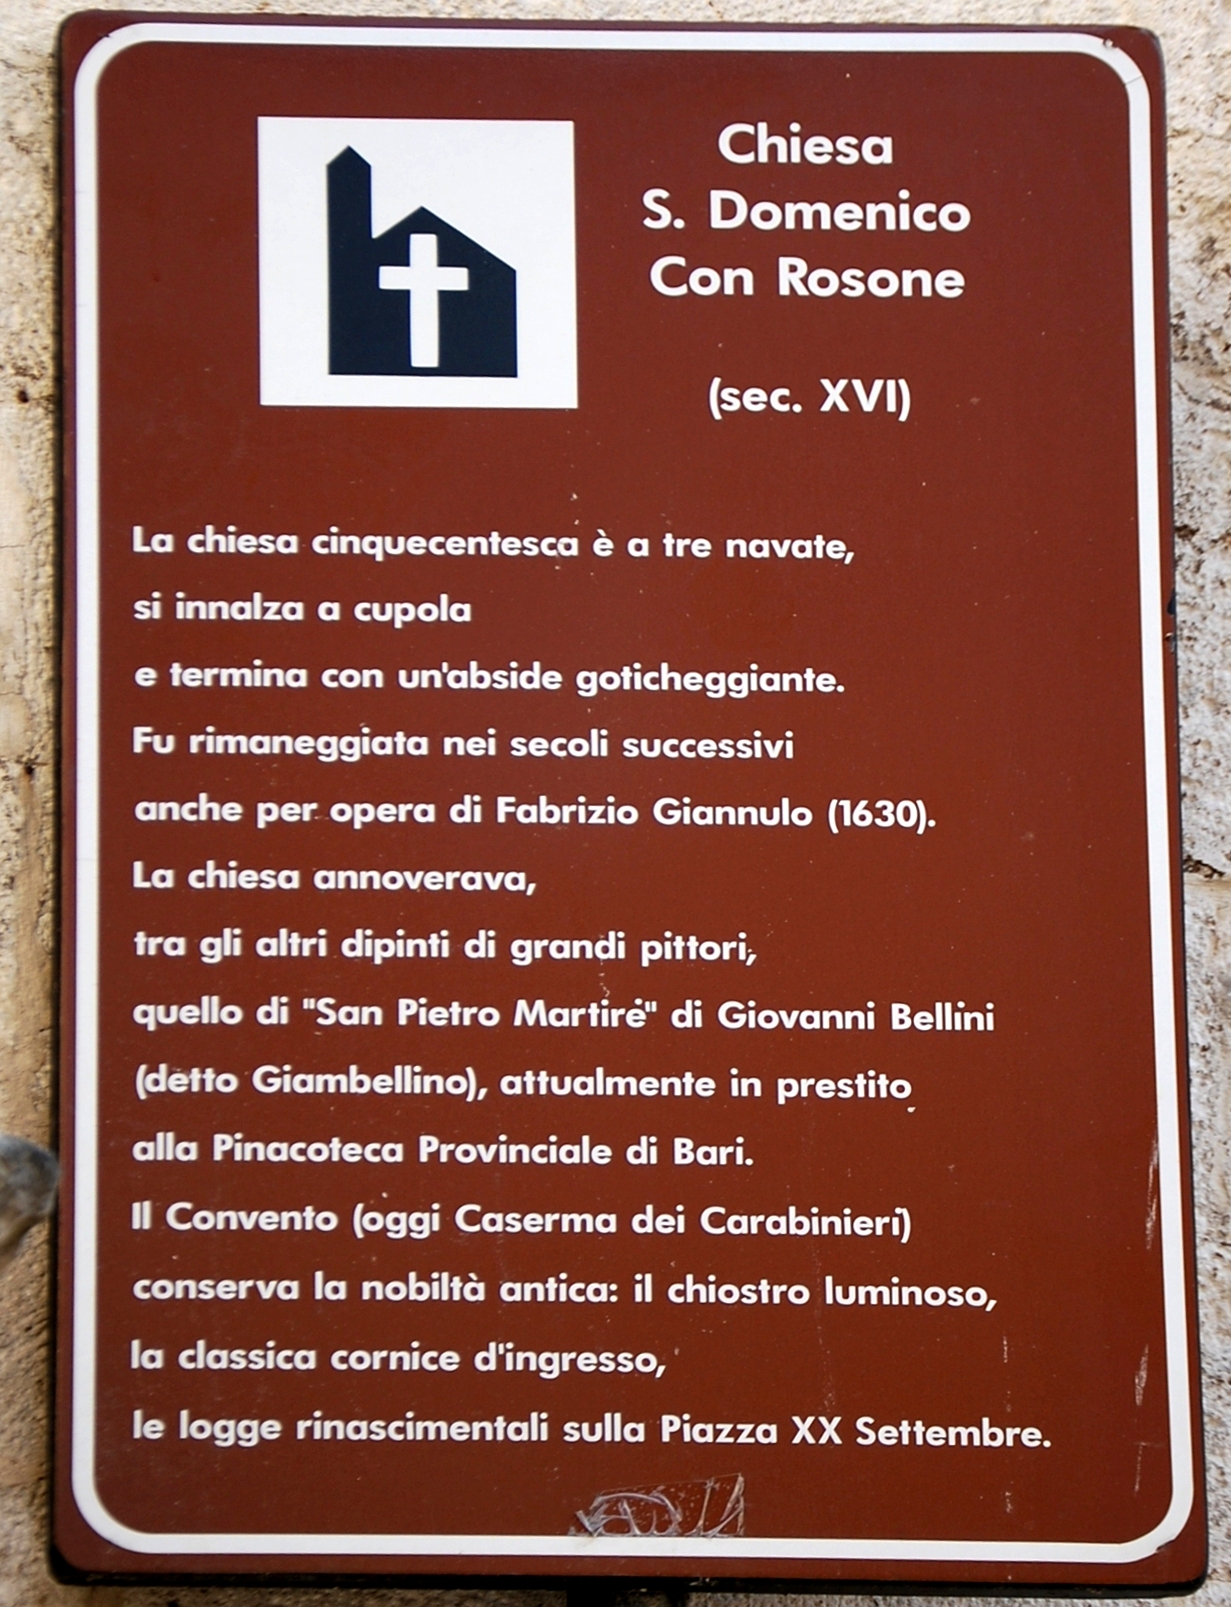 Chiesa
S. Domenico
Con Rosone
(sec. XVI)
La chiesa cinquecentesca è a tre navate,
si innalza a cupola
e termina con un'abside goticheggiante.
Fu rimaneggiata nei secoli successivi
anche per opera di Fabrizio Giannulo (1630).
La chiesa annoverava,
tra gli altri dipinti di grandi pittori,
quello di "San Pietro Martire" di Giovanni Bellini
(detto Giambellino), attualmente in prestito
alla Pinacoteca Provinciale di Bari.
Il Convento (oggi Caserma dei Carabinieri)
conserva la nobiltà antica: il chiostro luminoso,
la classica cornice d'ingresso,
le logge rinascimentali sulla Piazza XX Settembre.